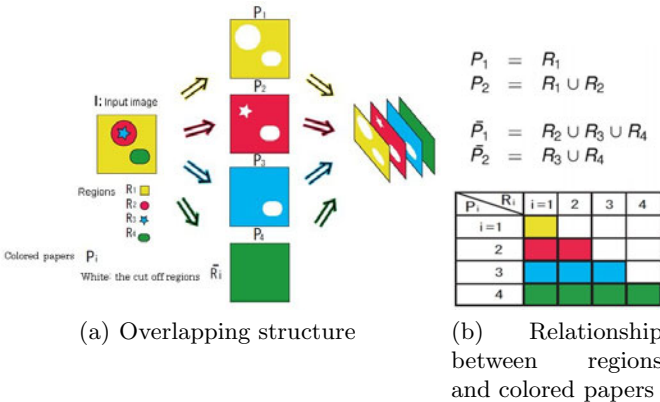 P₁
P₂
I: Input image
P₃
Regions R₁
R₂
R₃
R₄
P₄
Colored papers Pᵢ
White: the cut off regions R̄ᵢ
(a) Overlapping structure
P₁ = R₁
P₂ = R₁ ∪ R₂
P̄₁ = R₂ ∪ R₃ ∪ R₄
P̄₂ = R₃ ∪ R₄
Pᵢ Rᵢ i=1 2 3 4
i=1
2
3
4
(b) Relationship
between regions
and colored papers